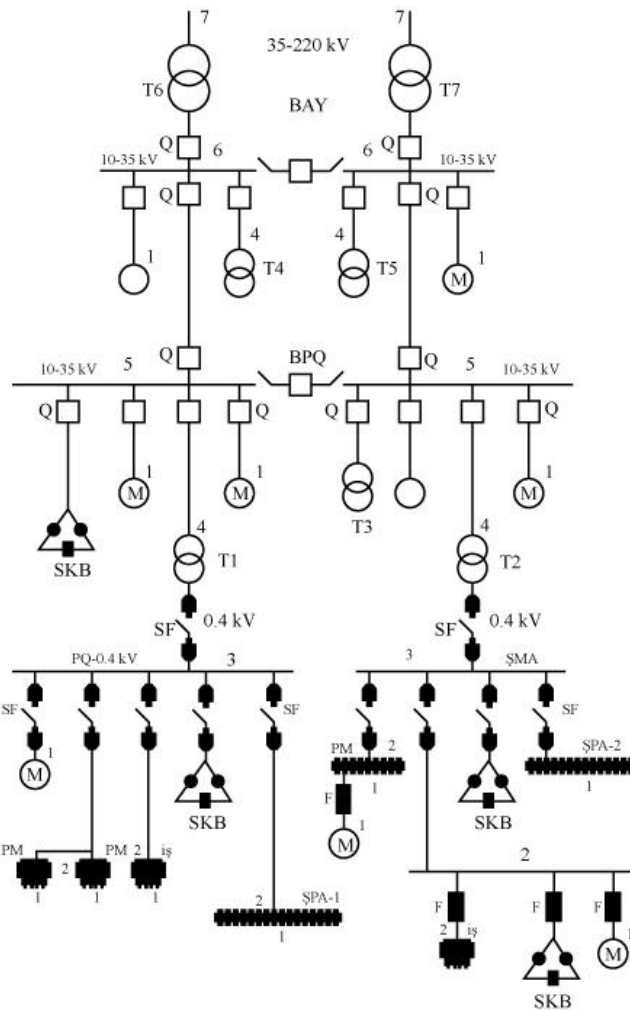 7 7
35-220 kV
T6 T7
BAY
Q Q
6 6
10-35 kV 10-35 kV
Q Q
1 4 4 1
T4 T5 M
Q BPQ Q
10-35 kV 5 5 10-35 kV
Q Q Q Q
1 1 1
M M M
T3
4 4
SKB T1 T2
0.4 kV 0.4 kV
SF SF
PQ-0.4 kV 3 3 ŞMA
SF SF SF
1 PM 2 ŞPA-2
M 1 1
F
SKB 1 SKB
M
PM PM 2 iş 2
2
1 1 1
2 ŞPA-1 F F F
1 2 iş 1
M
SKB